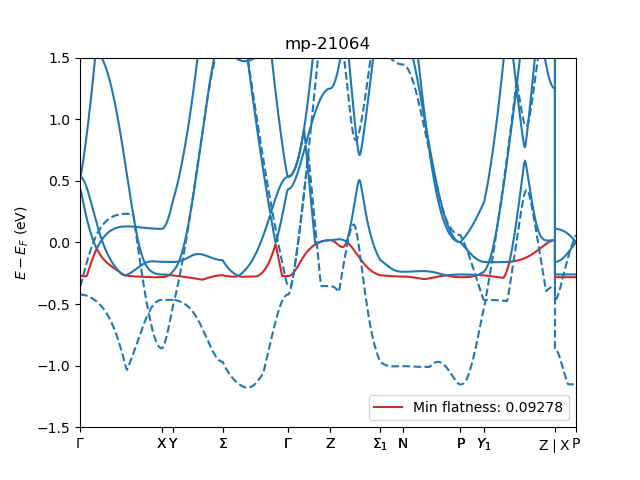 mp-21064
E − E_F (eV)
1.5
1.0
0.5
0.0
−0.5
−1.0
−1.5
Min flatness: 0.09278
Γ X Y Σ Γ Z Σ₁ N P Y₁ Z | X P